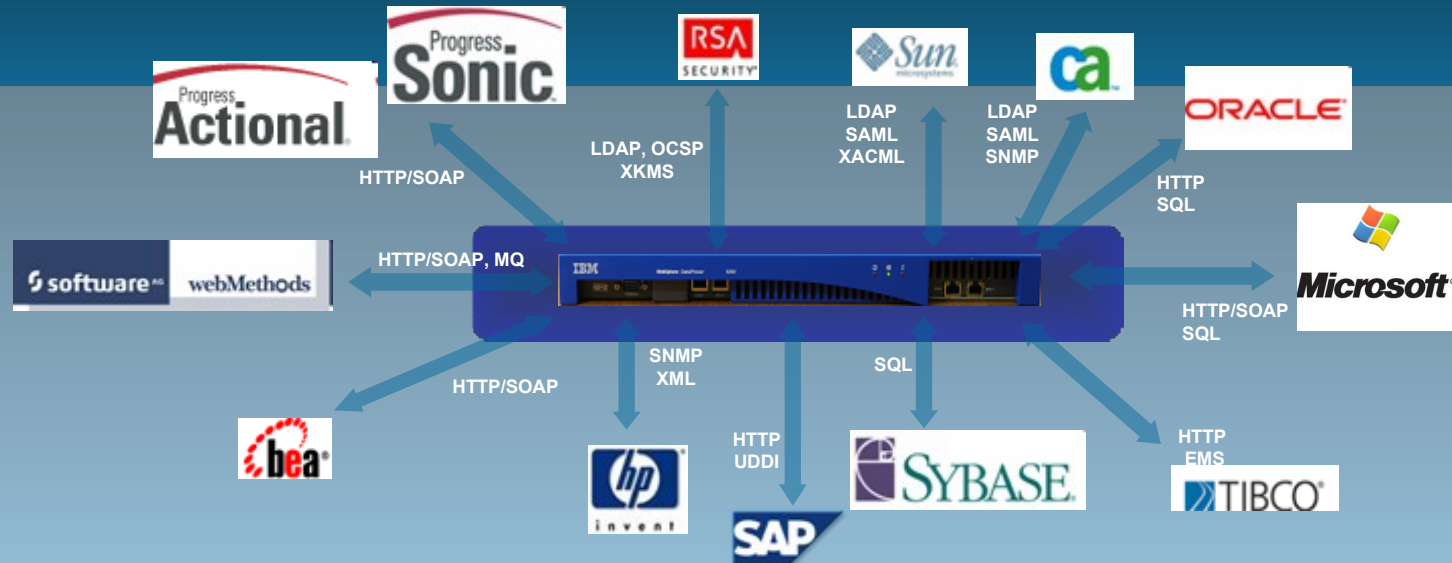 Progress
Actional
Progress
Sonic
RSA
SECURITY
Sun
microsystems
ca
ORACLE
LDAP
SAML
XACML
LDAP
SAML
SNMP
LDAP, OCSP
XKMS
HTTP/SOAP
HTTP
SQL
software AG
webMethods
HTTP/SOAP, MQ
IBM
WebSphere DataPower
Microsoft
HTTP/SOAP
SQL
SNMP
XML
SQL
HTTP/SOAP
bea
hp
invent
HTTP
UDDI
SAP
SYBASE
HTTP
EMS
TIBCO